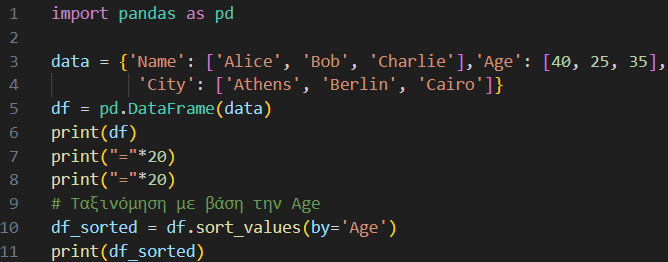 1 import pandas as pd
2
3 data = {'Name': ['Alice', 'Bob', 'Charlie'],'Age': [40, 25, 35],
4         'City': ['Athens', 'Berlin', 'Cairo']}
5 df = pd.DataFrame(data)
6 print(df)
7 print("="*20)
8 print("="*20)
9 # Ταξινόμηση με βάση την Age
10 df_sorted = df.sort_values(by='Age')
11 print(df_sorted)